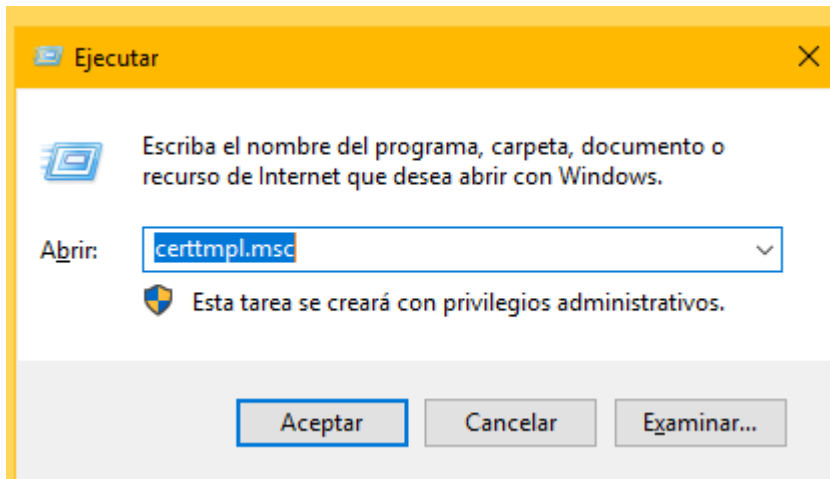 Ejecutar
Escriba el nombre del programa, carpeta, documento o
recurso de Internet que desea abrir con Windows.
Abrir: certtmpl.msc
Esta tarea se creará con privilegios administrativos.
Aceptar Cancelar Examinar...